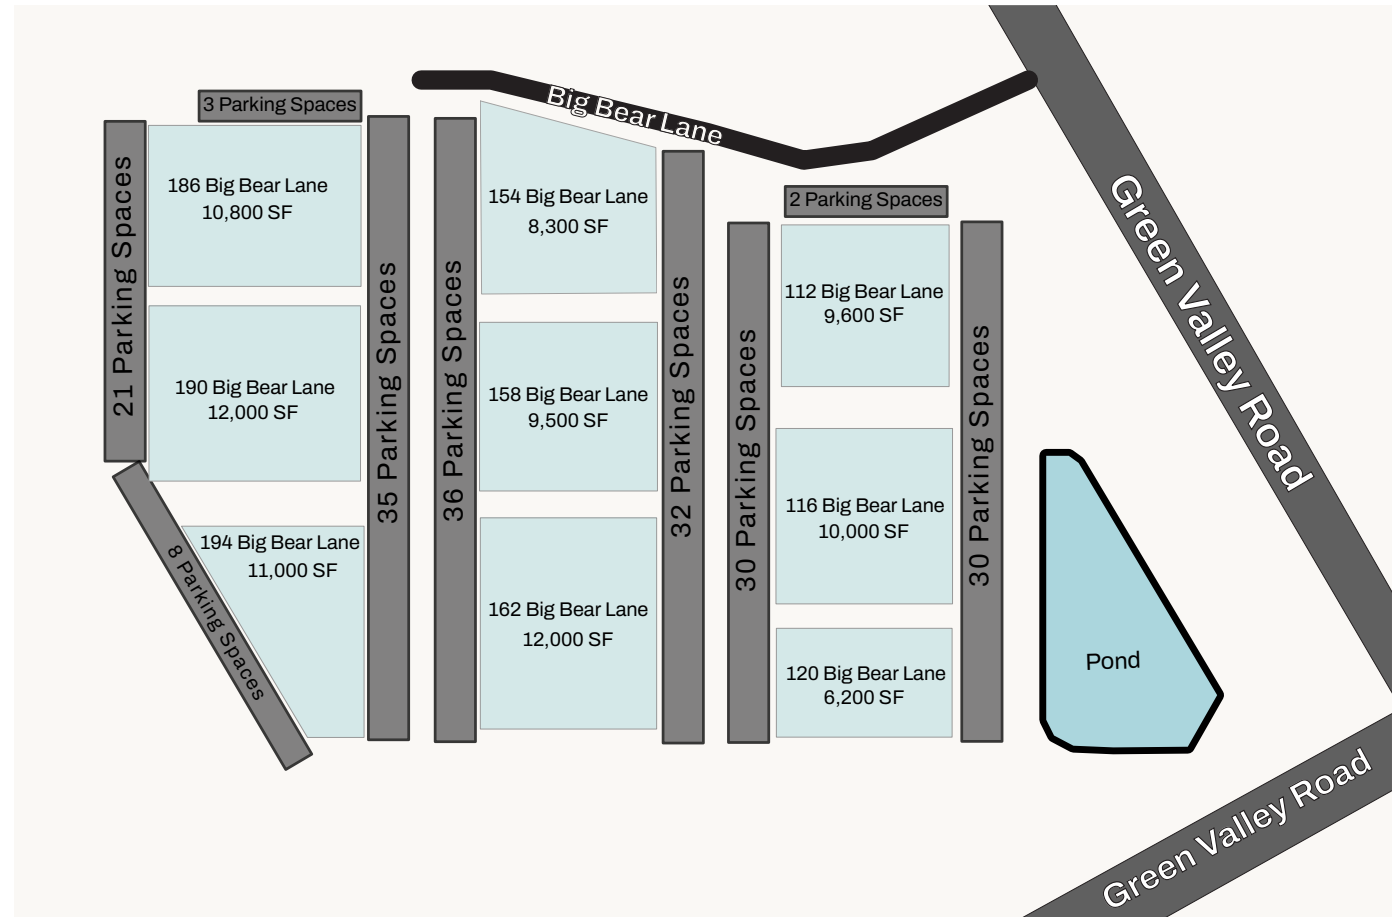 3 Parking Spaces
21 Parking Spaces
186 Big Bear Lane
10,800 SF
190 Big Bear Lane
12,000 SF
8 Parking Spaces
194 Big Bear Lane
11,000 SF
35 Parking Spaces
36 Parking Spaces
Big Bear Lane
154 Big Bear Lane
8,300 SF
158 Big Bear Lane
9,500 SF
162 Big Bear Lane
12,000 SF
32 Parking Spaces
2 Parking Spaces
30 Parking Spaces
112 Big Bear Lane
9,600 SF
116 Big Bear Lane
10,000 SF
120 Big Bear Lane
6,200 SF
30 Parking Spaces
Green Valley Road
Pond
Green Valley Road